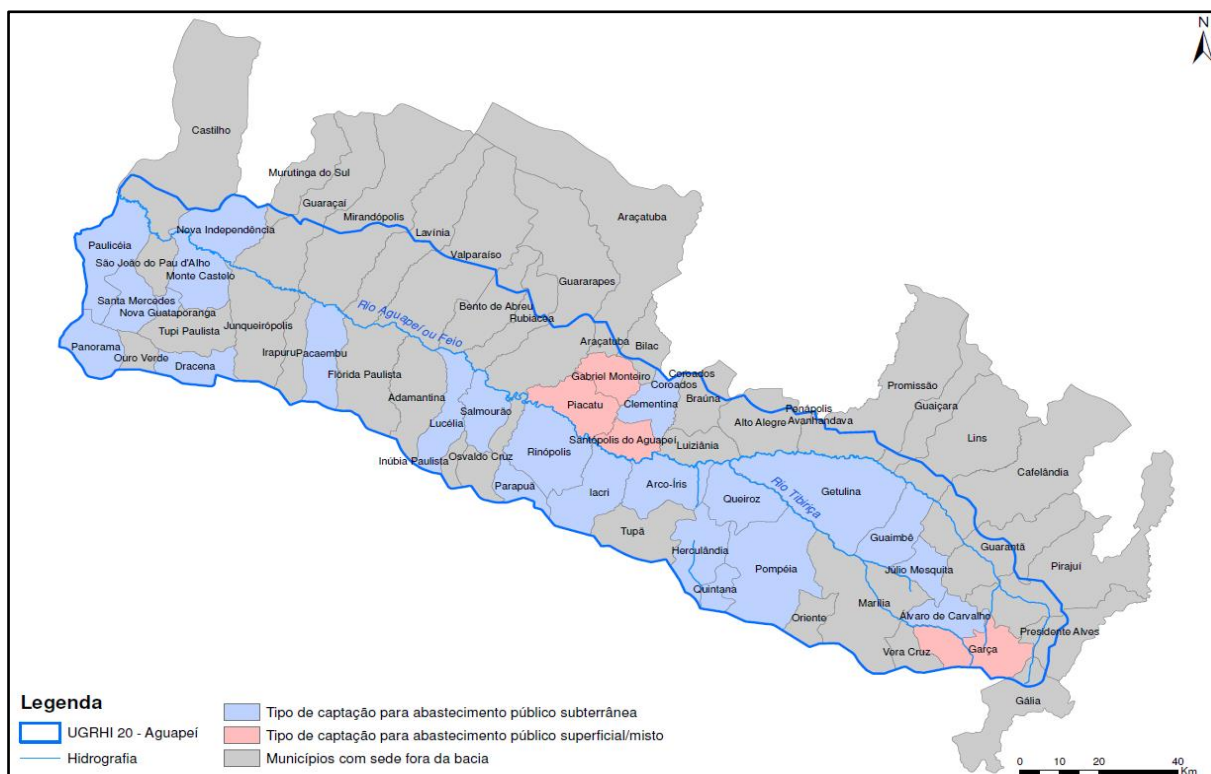 N
Castilho
Murutinga do Sul
Guaraçaí
Mirandópolis
Araçatuba
Lavínia
Valparaíso
Nova Independência
Paulicéia
São João do Pau d'Alho
Monte Castelo
Guararapes
Santa Mercedes
Nova Guataporanga
Bento de Abreu
Rubiácea
Rio Aguapeí ou Feio
Tupi Paulista
Junqueirópolis
Panorama
Ouro Verde
Dracena
Irapuru
Pacaembu
Araçatuba
Bilac
Flórida Paulista
Gabriel Monteiro
Coroados
Coroados
Adamantina
Piacatu
Clementina
Braúna
Promissão
Penápolis
Guaiçara
Lucélia
Salmourão
Alto Alegre
Avanhandava
Santópolis do Aguapeí
Luiziânia
Lins
Inúbia Paulista
Osvaldo Cruz
Rinópolis
Cafelândia
Parapuã
Iacri
Arco-Íris
Queiroz
Getulina
Rio Tibiriça
Tupã
Guaimbê
Guarantã
Herculândia
Pompéia
Júlio Mesquita
Pirajuí
Quintana
Marília
Oriente
Álvaro de Carvalho
Presidente Alves
Vera Cruz
Garça
Gália
Legenda
UGRHI 20 - Aguapeí
Hidrografia
Tipo de captação para abastecimento público subterrânea
Tipo de captação para abastecimento público superficial/misto
Municípios com sede fora da bacia
0 10 20 40
Km